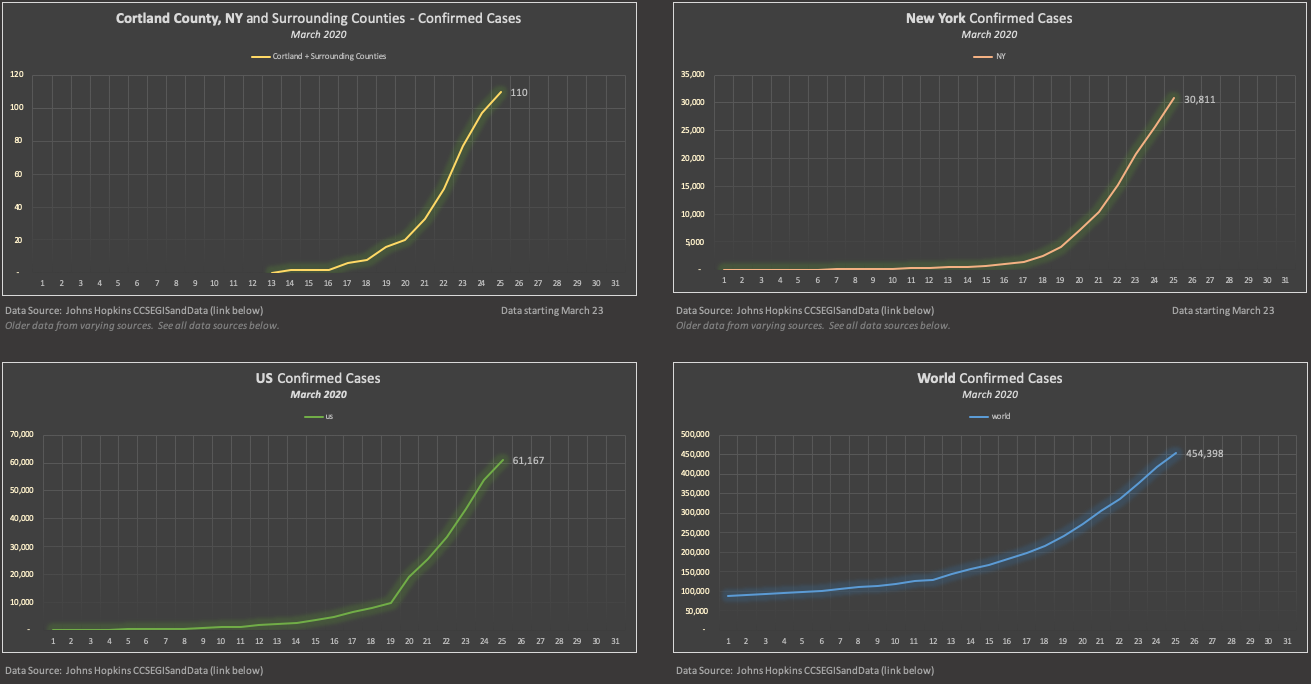 Cortland County, NY and Surrounding Counties - Confirmed Cases
March 2020
Cortland + Surrounding Counties
120
100
80
60
40
20
-
1 2 3 4 5 6 7 8 9 10 11 12 13 14 15 16 17 18 19 20 21 22 23 24 25 26 27 28 29 30 31
110
Data Source: Johns Hopkins CCSEGISandData (link below) Data starting March 23
Older data from varying sources. See all data sources below.
New York Confirmed Cases
March 2020
NY
35,000
30,000
25,000
20,000
15,000
10,000
5,000
-
1 2 3 4 5 6 7 8 9 10 11 12 13 14 15 16 17 18 19 20 21 22 23 24 25 26 27 28 29 30 31
30,811
Data Source: Johns Hopkins CCSEGISandData (link below) Data starting March 23
Older data from varying sources. See all data sources below.
US Confirmed Cases
March 2020
us
70,000
60,000
50,000
40,000
30,000
20,000
10,000
-
1 2 3 4 5 6 7 8 9 10 11 12 13 14 15 16 17 18 19 20 21 22 23 24 25 26 27 28 29 30 31
61,167
Data Source: Johns Hopkins CCSEGISandData (link below)
World Confirmed Cases
March 2020
world
500,000
450,000
400,000
350,000
300,000
250,000
200,000
150,000
100,000
50,000
-
1 2 3 4 5 6 7 8 9 10 11 12 13 14 15 16 17 18 19 20 21 22 23 24 25 26 27 28 29 30 31
454,398
Data Source: Johns Hopkins CCSEGISandData (link below)